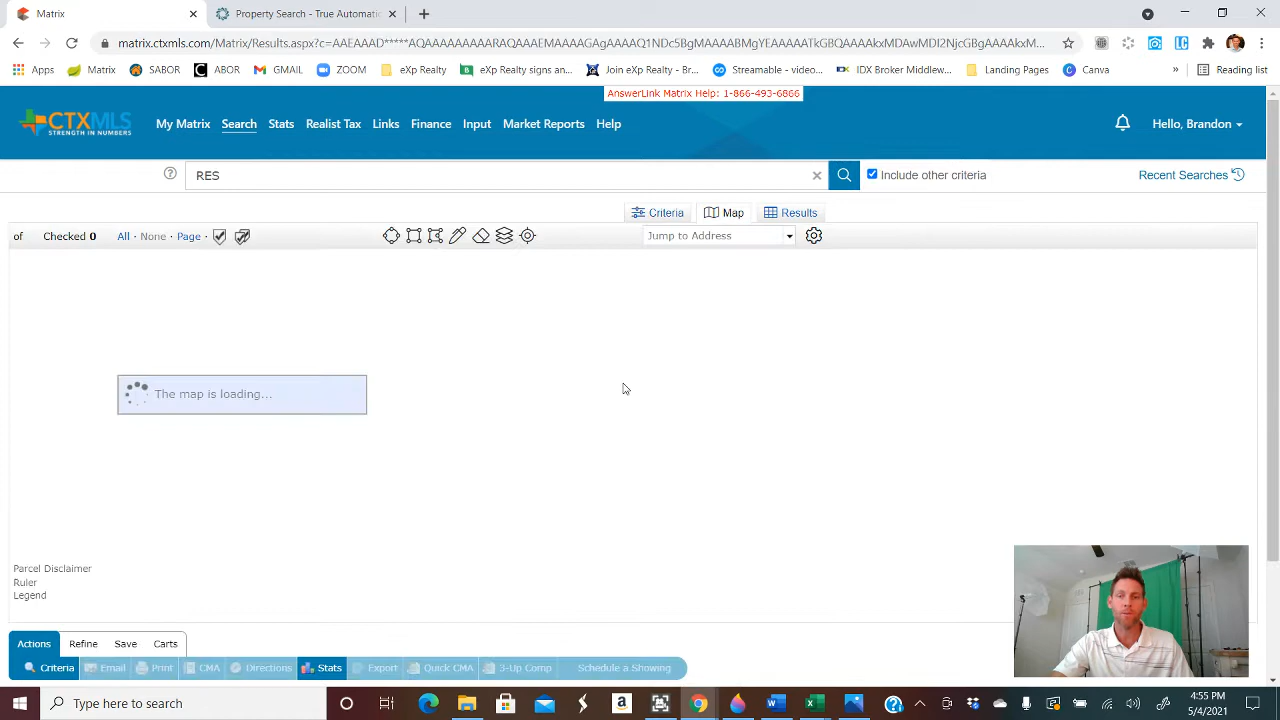 Matrix
Property Search - True Automatic
matrix.ctxmls.com/Matrix/Results.aspx?c=AAEAAAD*****AQAAAAAAAAARAQAAAEMAAAAGAgAAAAQ1NDc5BgMAAAABMgYEAAAAATkGBQAAAAkxMDAwMDI2NjcGBgAAAAkxM...
Apps
Matrix
SABOR
ABOR
GMAIL
ZOOM
eXp Realty
eXp Realty signs an...
Join eXp Realty - Br...
Streamlabs - video...
IDX Broker Middlew...
Landing Pages
Canva
»
Reading list
AnswerLink Matrix Help: 1-866-493-6866
CTXMLS
STRENGTH IN NUMBERS
My Matrix Search Stats Realist Tax Links Finance Input Market Reports Help
Hello, Brandon
RES
Include other criteria
Recent Searches
Criteria
Map
Results
of Checked 0 All · None · Page ·
Jump to Address
The map is loading...
Parcel Disclaimer
Ruler
Legend
Actions Refine Save Carts
Criteria Email Print CMA Directions Stats Export Quick CMA 3-Up Comp Schedule a Showing
Type here to search
4:55 PM
5/4/2021